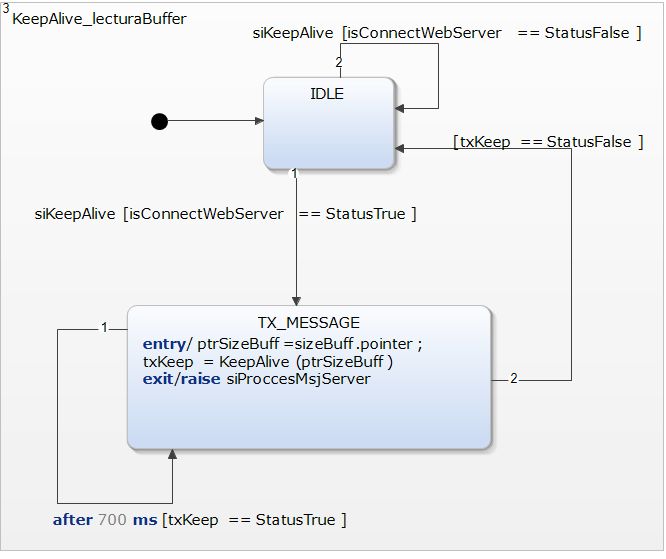 3
KeepAlive_lecturaBuffer
siKeepAlive [isConnectWebServer == StatusFalse ]
2
IDLE
[txKeep == StatusFalse ]
1
siKeepAlive [isConnectWebServer == StatusTrue ]
TX_MESSAGE
1
entry/ ptrSizeBuff =sizeBuff.pointer ;
txKeep = KeepAlive (ptrSizeBuff )
exit/raise siProccesMsjServer
2
after 700 ms [txKeep == StatusTrue ]